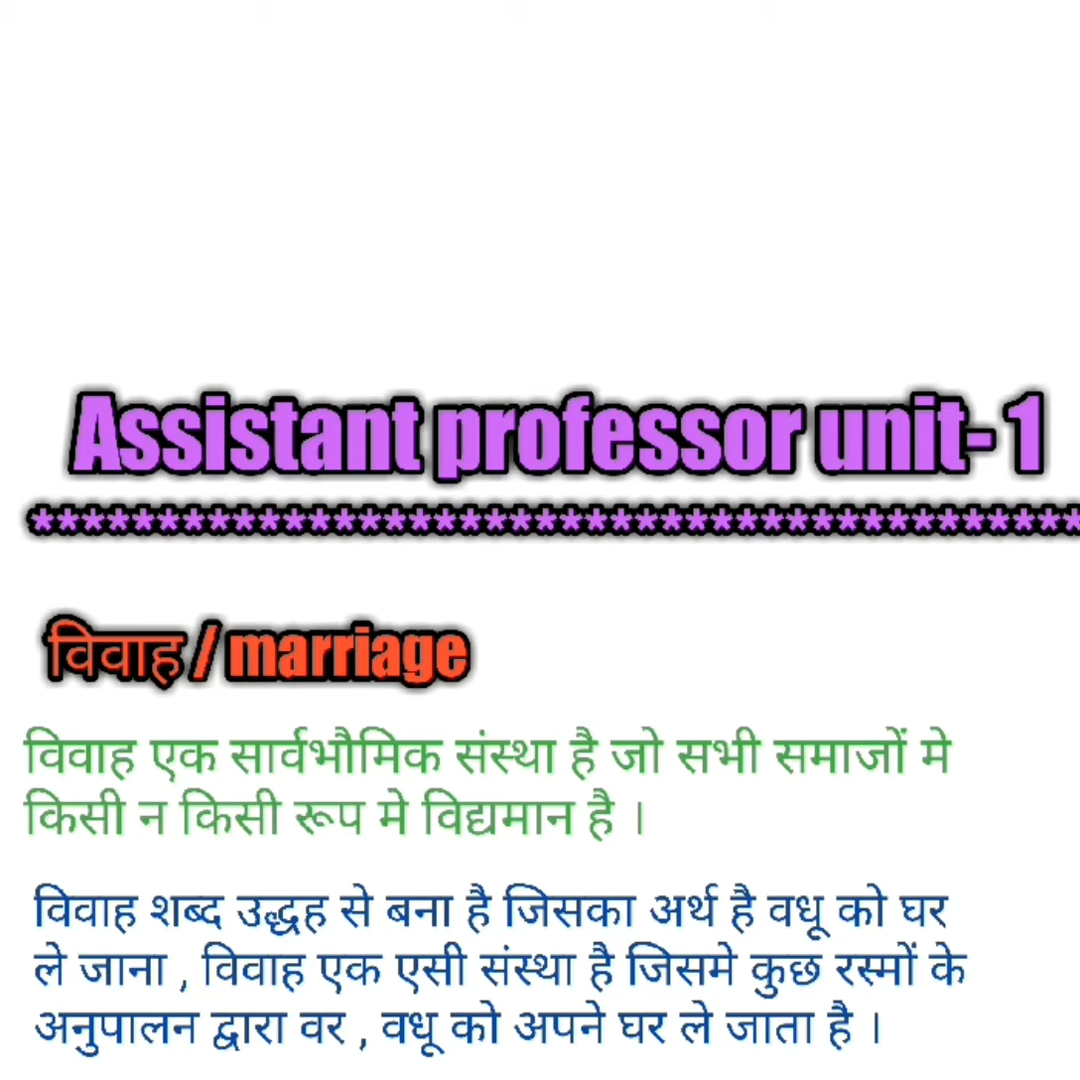 Assistant professor unit- 1
******************************************
विवाह / marriage
विवाह एक सार्वभौमिक संस्था है जो सभी समाजों मे
किसी न किसी रूप मे विद्यमान है ।
विवाह शब्द उद्धह से बना है जिसका अर्थ है वधू को घर
ले जाना , विवाह एक एसी संस्था है जिसमे कुछ रस्मों के
अनुपालन द्वारा वर , वधू को अपने घर ले जाता है ।